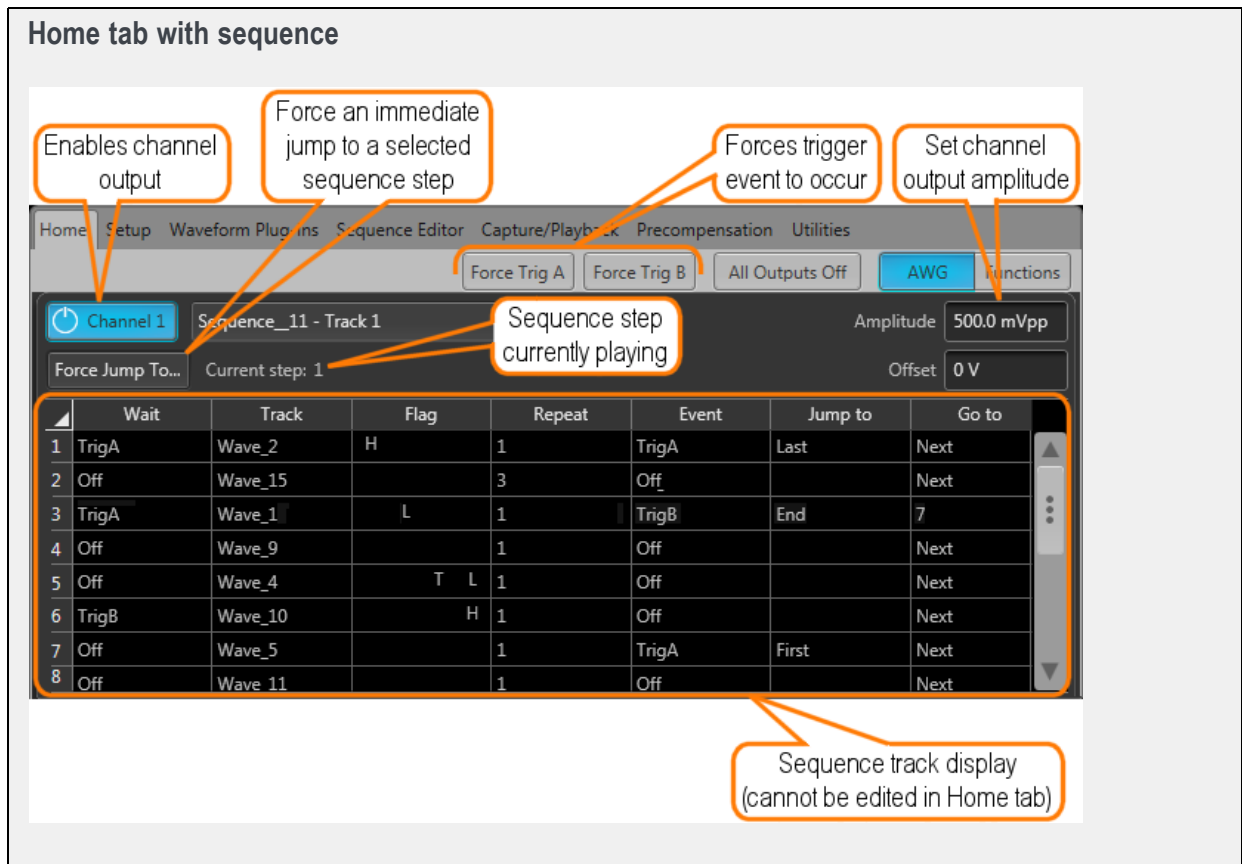 Home tab with sequence
Enables channel
output
Force an immediate
jump to a selected
sequence step
Forces trigger
event to occur
Set channel
output amplitude
Home Setup Waveform Plug-ins Sequence Editor Capture/Playback Precompensation Utilities
Force Trig A Force Trig B All Outputs Off AWG Functions
Channel 1 Sequence_11 - Track 1 Amplitude 500.0 mVpp
Sequence step
currently playing
Force Jump To... Current step: 1 Offset 0 V
Wait Track Flag Repeat Event Jump to Go to
1 TrigA Wave_2 H 1 TrigA Last Next
2 Off Wave_15 3 Off Next
3 TrigA Wave_1 L 1 TrigB End 7
4 Off Wave_9 1 Off Next
5 Off Wave_4 T L 1 Off Next
6 TrigB Wave_10 H 1 Off Next
7 Off Wave_5 1 TrigA First Next
8 Off Wave_11 1 Off Next
Sequence track display
(cannot be edited in Home tab)